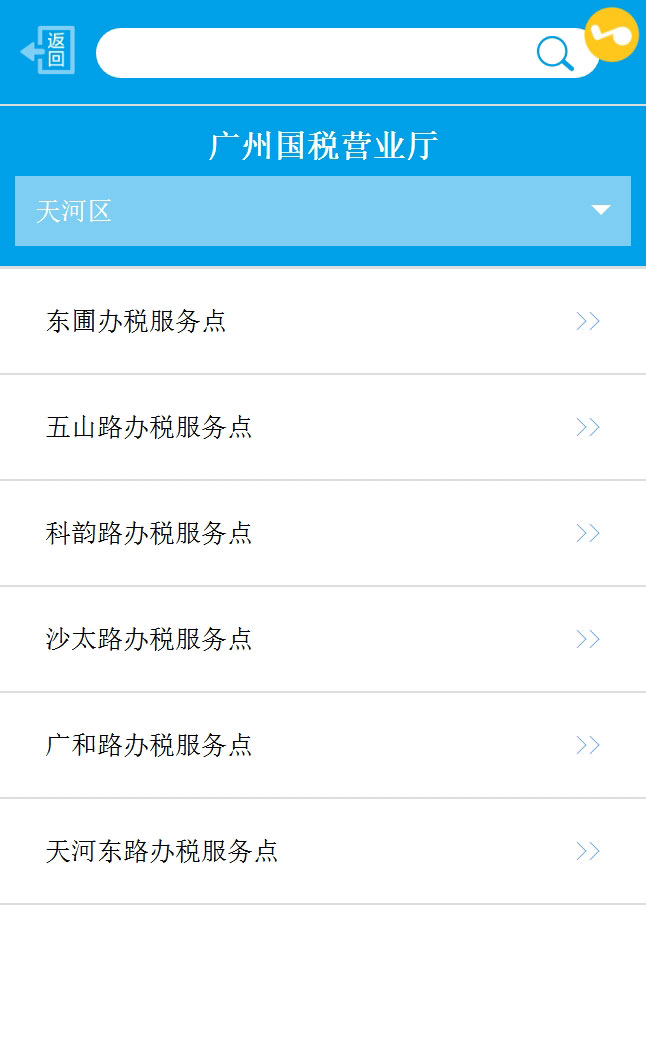 返回
广州国税营业厅
天河区
东圃办税服务点
五山路办税服务点
科韵路办税服务点
沙太路办税服务点
广和路办税服务点
天河东路办税服务点